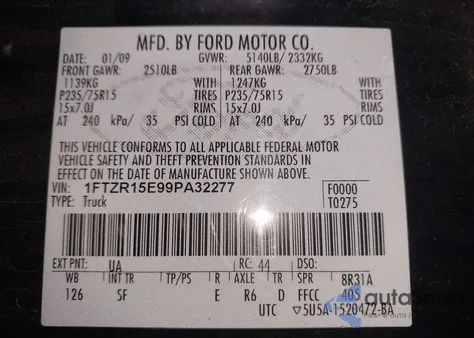 MFD. BY FORD MOTOR CO.
DATE: 01/09 GVWR: 5140LB/ 2332KG
FRONT GAWR: 2510LB REAR GAWR: 2750LB
1139KG WITH 1247KG WITH
P235/75R15 TIRES P235/75R15 TIRES
15x7.0J RIMS 15x7.0J RIMS
AT 240 kPa/ 35 PSI COLD AT 240 kPa/ 35 PSI COLD
THIS VEHICLE CONFORMS TO ALL APPLICABLE FEDERAL MOTOR
VEHICLE SAFETY AND THEFT PREVENTION STANDARDS IN
EFFECT ON THE DATE OF MANUFACTURE SHOWN ABOVE.
VIN: 1FTZR15E99PA32277 F0000
TYPE: Truck T0275
EXT PNT: UA RC: 44 DSO:
WB INT TR TP/PS R AXLE TR SPR 8R31A
126 SF E R6 D FFCC 405
UTC ▽5U5A-1520472-BA